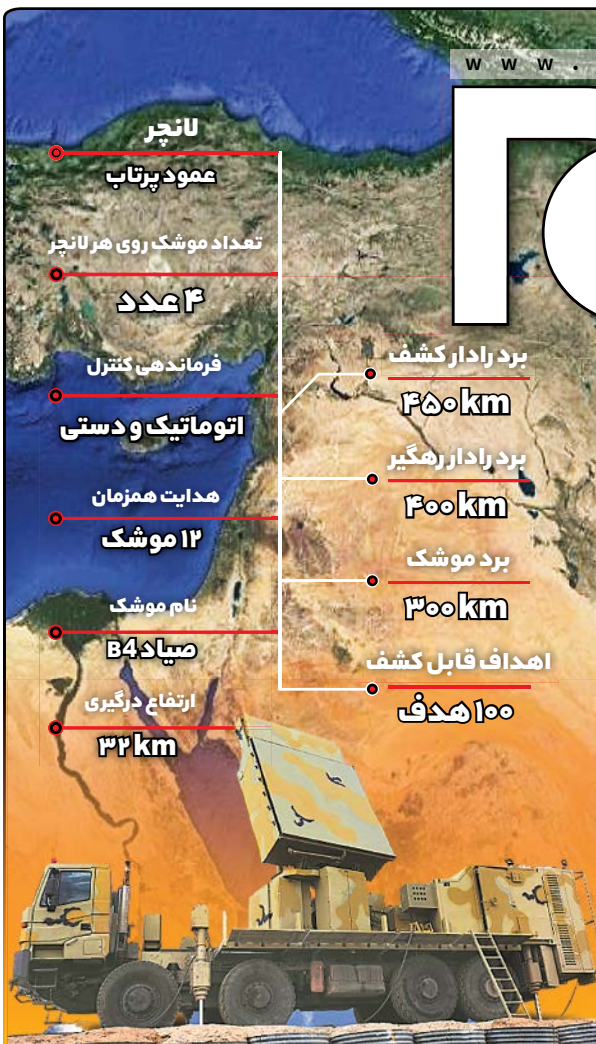 w w w .
لانچر
عمود پرتاب
تعداد موشک روی هر لانچر
۴ عدد
فرماندهی کنترل
اتوماتیک و دستی
هدایت همزمان
۱۲ موشک
نام موشک
صیاد B4
ارتفاع درگیری
۳۲ km
برد رادار کشف
۴۵۰ km
برد رادار رهگیر
۴۰۰ km
برد موشک
۳۰۰ km
اهداف قابل کشف
۱۰۰ هدف